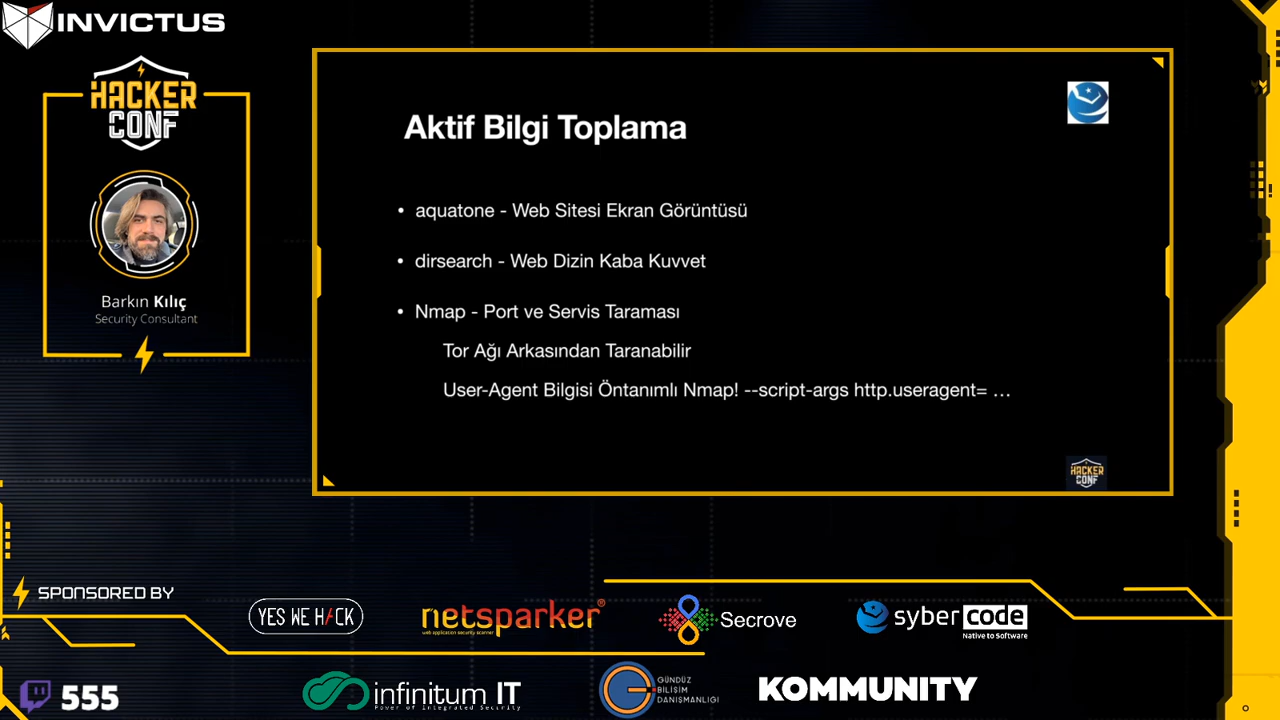 INVICTUS
HACKER
CONF
Barkın Kılıç
Security Consultant
Aktif Bilgi Toplama
• aquatone - Web Sitesi Ekran Görüntüsü
• dirsearch - Web Dizin Kaba Kuvvet
• Nmap - Port ve Servis Taraması
Tor Ağı Arkasından Taranabilir
User-Agent Bilgisi Öntanımlı Nmap! --script-args http.useragent= …
HACKER
CONF
SPONSORED BY
YES WE H/CK
netsparker®
web application security scanner
Secrove
syber code
Native to Software
555
infinitum IT
Power of Integrated Security
GÜNDÜZ
BİLİŞİM
DANIŞMANLIĞI
KOMMUNITY